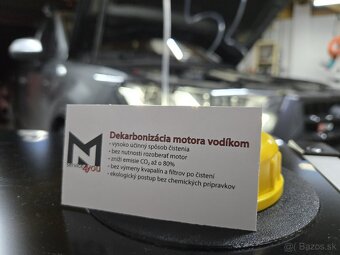 Dekarbonizácia motora vodíkom
- vysoko účinný spôsob čistenia
- bez nutnosti rozoberať motor
- zníži emisie CO₂ až o 80%
- bez výmeny kvapalín a filtrov po čistení
- ekologický postup bez chemických prípravkov
M
4you
© Bazos.sk